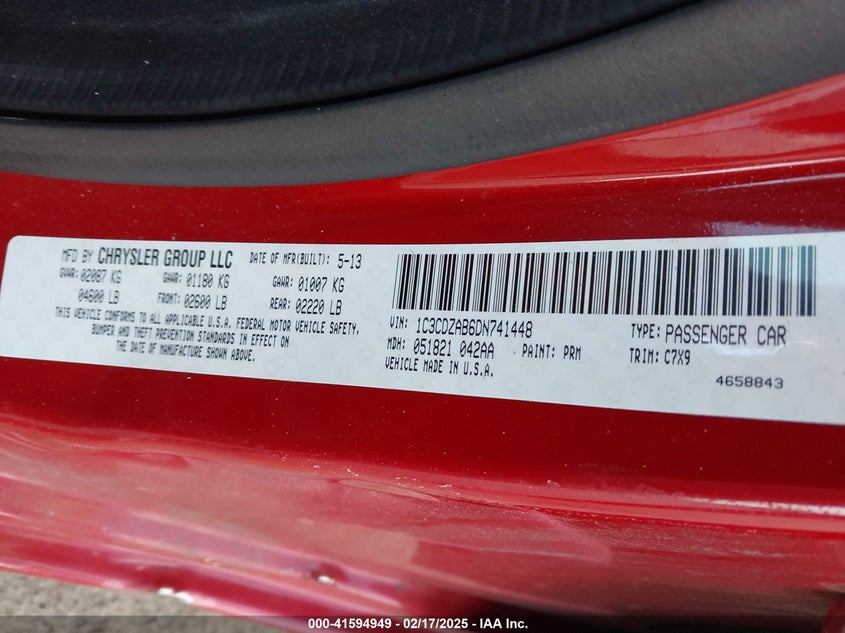 MFD BY CHRYSLER GROUP LLC DATE OF MFR(BUILT): 5-13
GVWR: 02087 KG GAWR: 01180 KG GAWR: 01007 KG
04600 LB FRONT: 02600 LB REAR: 02220 LB
THIS VEHICLE CONFORMS TO ALL APPLICABLE U.S.A. FEDERAL MOTOR VEHICLE SAFETY,
BUMPER AND THEFT PREVENTION STANDARDS IN EFFECT ON
THE DATE OF MANUFACTURE SHOWN ABOVE.
VIN: 1C3CDZAB6DN741448 TYPE: PASSENGER CAR
MDH: 051821 042AA PAINT: PRM TRIM: C7X9
VEHICLE MADE IN U.S.A.
4658843
000-41594949 - 02/17/2025 - IAA Inc.